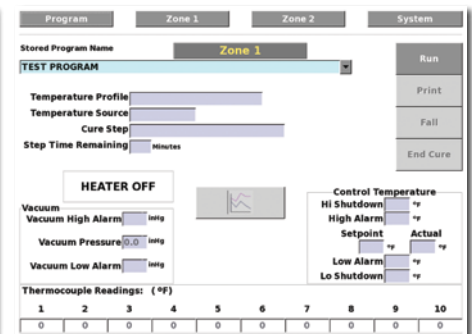 Program Zone 1 Zone 2 System
Stored Program Name Zone 1
TEST PROGRAM
Run
Print
Fall
End Cure
Temperature Profile
Temperature Source
Cure Step
Step Time Remaining Minutes
HEATER OFF
Vacuum
Vacuum High Alarm inHg
Vacuum Pressure 0.0 inHg
Vacuum Low Alarm inHg
Control Temperature
Hi Shutdown °F
High Alarm °F
Setpoint Actual
°F °F
Low Alarm °F
Lo Shutdown °F
Thermocouple Readings: (°F)
1 2 3 4 5 6 7 8 9 10
0 0 0 0 0 0 0 0 0 0